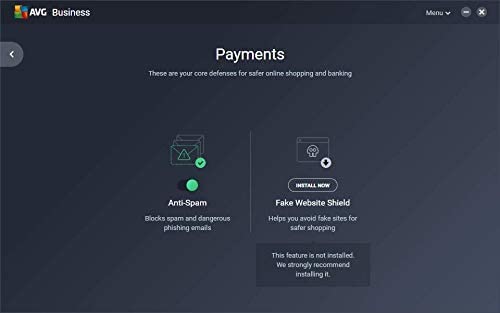 AVG Business
Menu
Payments
These are your core defenses for safer online shopping and banking
Anti-Spam
Blocks spam and dangerous
phishing emails
INSTALL NOW
Fake Website Shield
Helps you avoid fake sites for
safer shopping
This feature is not installed.
We strongly recommend
installing it.